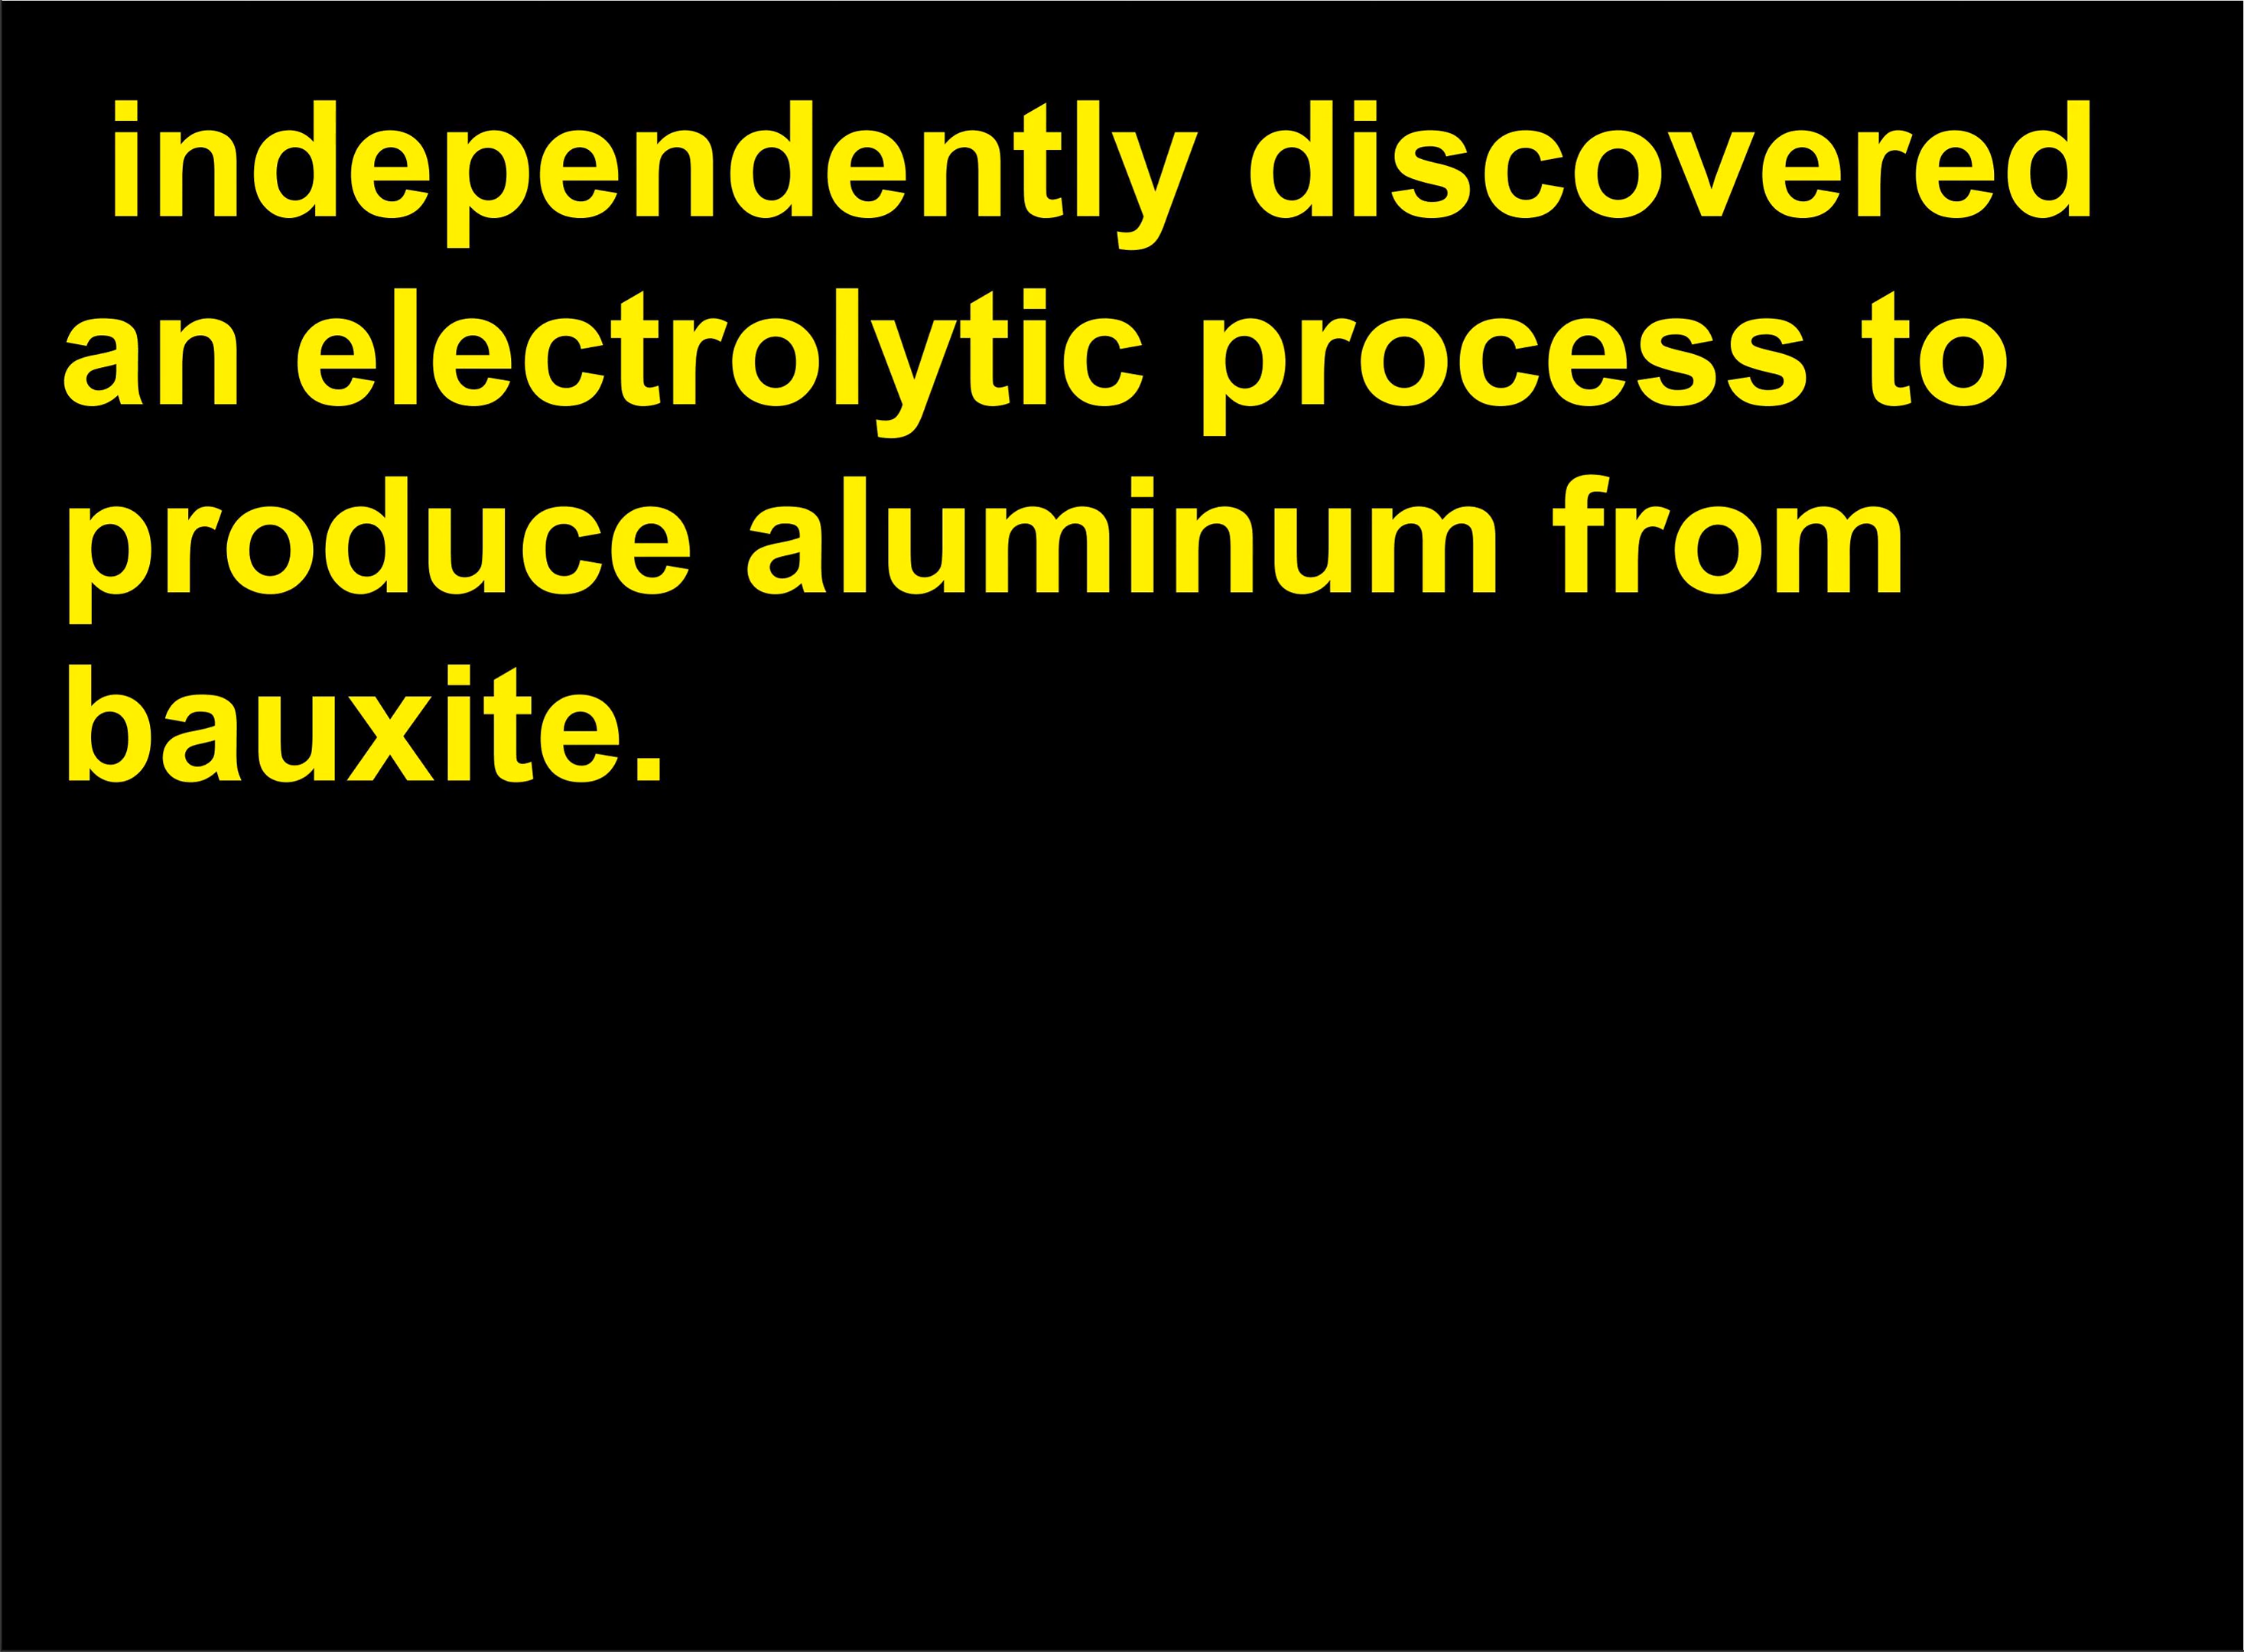 independently discovered
an electrolytic process to
produce aluminum from
bauxite.